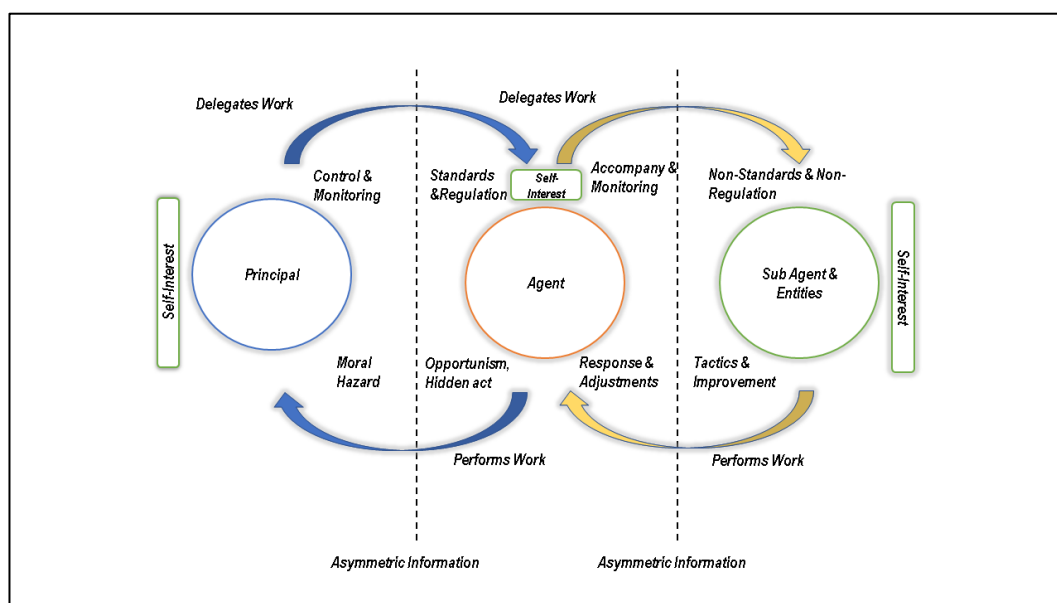 Delegates Work
Delegates Work
Control &
Monitoring
Standards
&Regulation
Self-
Interest
Accompany &
Monitoring
Non-Standards & Non-
Regulation
Self-Interest
Principal
Agent
Sub Agent &
Entities
Self-Interest
Moral
Hazard
Opportunism,
Hidden act
Response &
Adjustments
Tactics &
Improvement
Performs Work
Performs Work
Asymmetric Information
Asymmetric Information